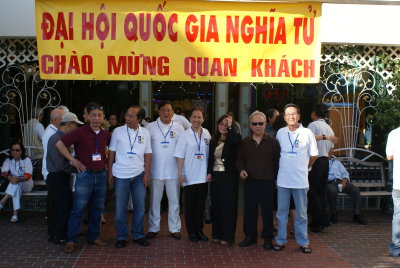 ĐẠI HỘI QUỐC GIA NGHĨA TỬ
CHÀO MỪNG QUAN KHÁCH